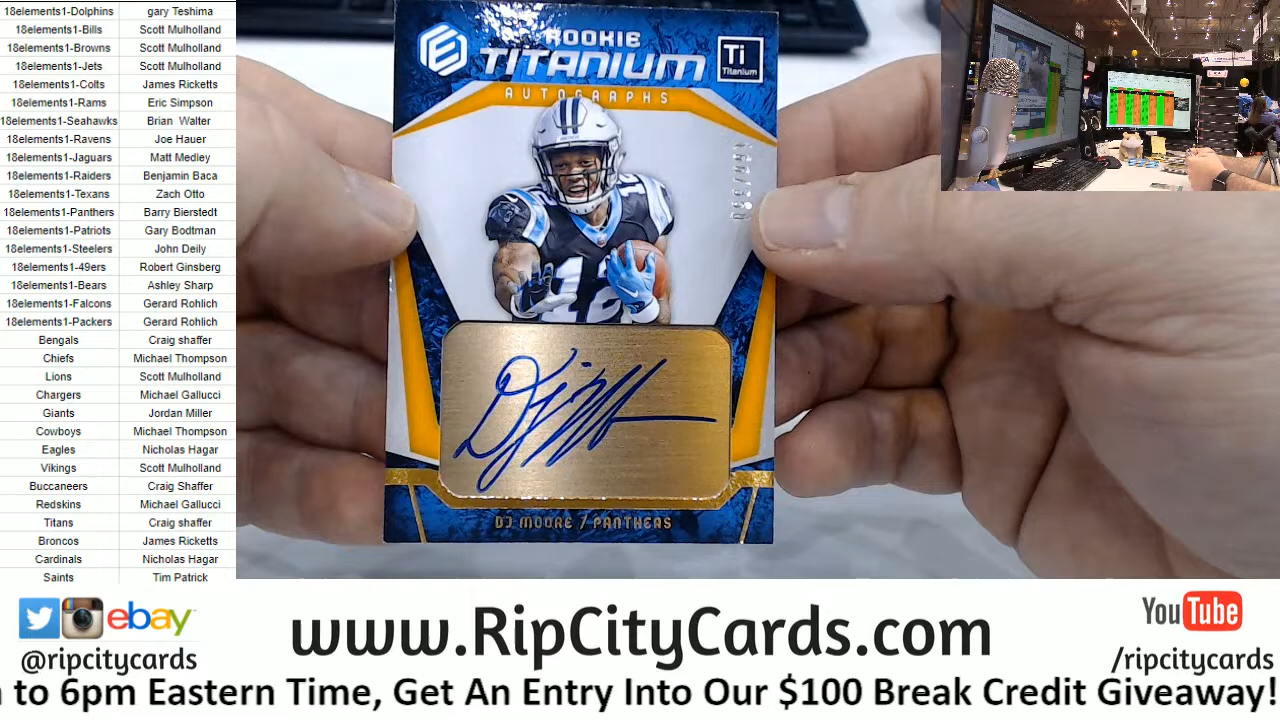 18elements1-Dolphins gary Teshima
18elements1-Bills Scott Mulholland
18elements1-Browns Scott Mulholland
18elements1-Jets Scott Mulholland
18elements1-Colts James Ricketts
18elements1-Rams Eric Simpson
18elements1-Seahawks Brian Walter
18elements1-Ravens Joe Hauer
18elements1-Jaguars Matt Medley
18elements1-Raiders Benjamin Baca
18elements1-Texans Zach Otto
18elements1-Panthers Barry Bierstedt
18elements1-Patriots Gary Bodtman
18elements1-Steelers John Deily
18elements1-49ers Robert Ginsberg
18elements1-Bears Ashley Sharp
18elements1-Falcons Gerard Rohlich
18elements1-Packers Gerard Rohlich
Bengals Craig shaffer
Chiefs Michael Thompson
Lions Scott Mulholland
Chargers Michael Gallucci
Giants Jordan Miller
Cowboys Michael Thompson
Eagles Nicholas Hagar
Vikings Scott Mulholland
Buccaneers Craig Shaffer
Redskins Michael Gallucci
Titans Craig shaffer
Broncos James Ricketts
Cardinals Nicholas Hagar
Saints Tim Patrick
ROOKIE
TITANIUM
AUTOGRAPHS
Ti
Titanium
12
12
DJ MOORE / PANTHERS
ebay
@ripcitycards
www.RipCityCards.com
YouTube
/ripcitycards
to 6pm Eastern Time, Get An Entry Into Our $100 Break Credit Giveaway!